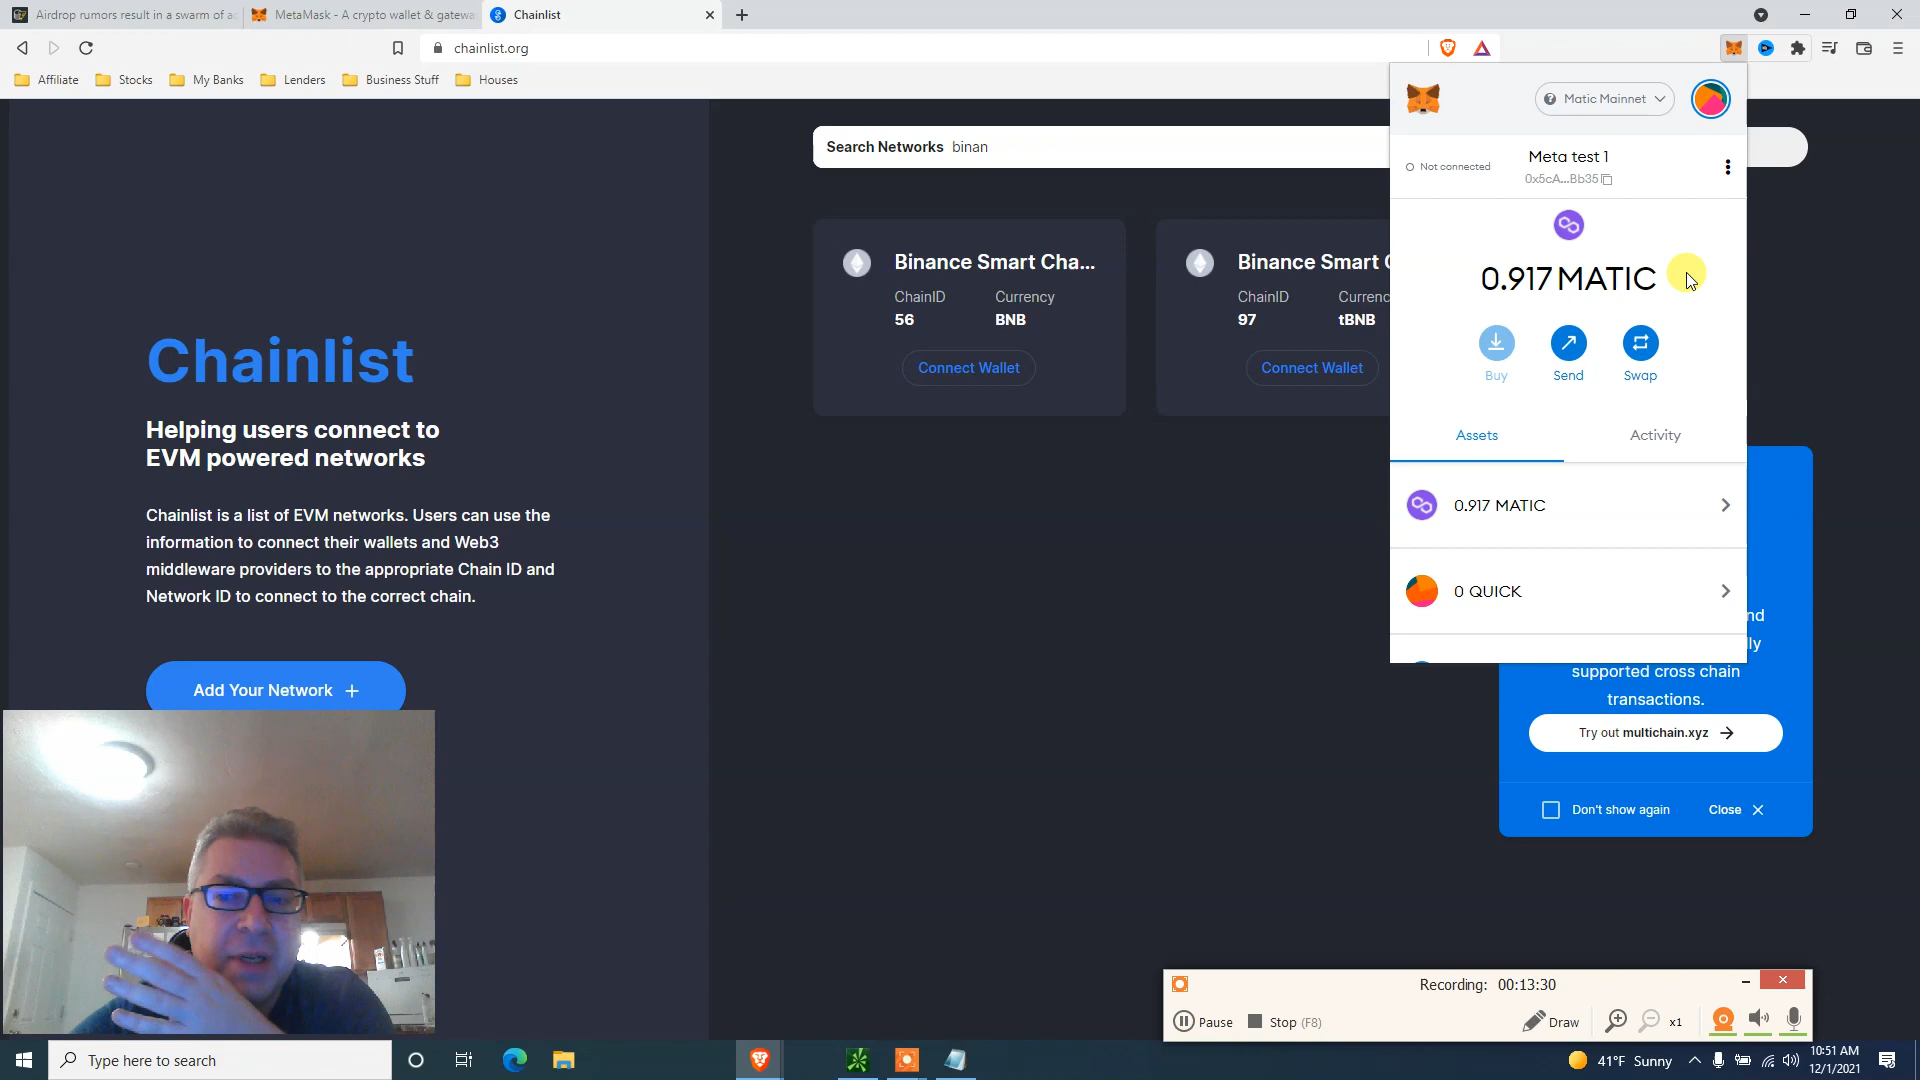 Airdrop rumors result in a swarm of ac
MetaMask - A crypto wallet & gatewa
Chainlist
chainlist.org
Affiliate
Stocks
My Banks
Lenders
Business Stuff
Houses
Matic Mainnet
Search Networks binan
Not connected
Meta test 1
0x5cA...Bb35
Binance Smart Cha...
ChainID
Currency
56
BNB
Connect Wallet
Binance Smart C
ChainID
Currenc
97
tBNB
Connect Wallet
0.917 MATIC
Buy
Send
Swap
Assets
Activity
0.917 MATIC
0 QUICK
Chainlist
Helping users connect to
EVM powered networks
Chainlist is a list of EVM networks. Users can use the
information to connect their wallets and Web3
middleware providers to the appropriate Chain ID and
Network ID to connect to the correct chain.
Add Your Network +
nd
ly
supported cross chain
transactions.
Try out multichain.xyz
Don't show again
Close
Recording: 00:13:30
Pause
Stop (F8)
Draw
x1
Type here to search
41°F Sunny
10:51 AM
12/1/2021